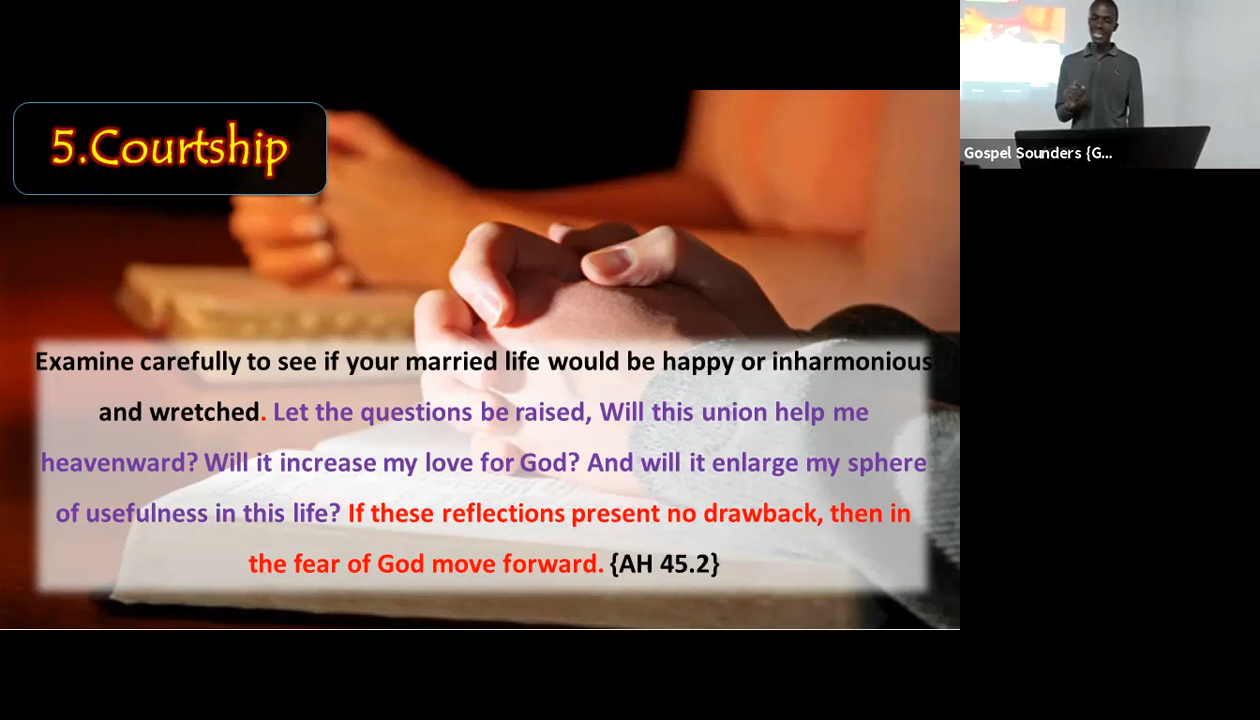 5.Courtship
Gospel Sounders {G...
Examine carefully to see if your married life would be happy or inharmonious
and wretched. Let the questions be raised, Will this union help me
heavenward? Will it increase my love for God? And will it enlarge my sphere
of usefulness in this life? If these reflections present no drawback, then in
the fear of God move forward. {AH 45.2}